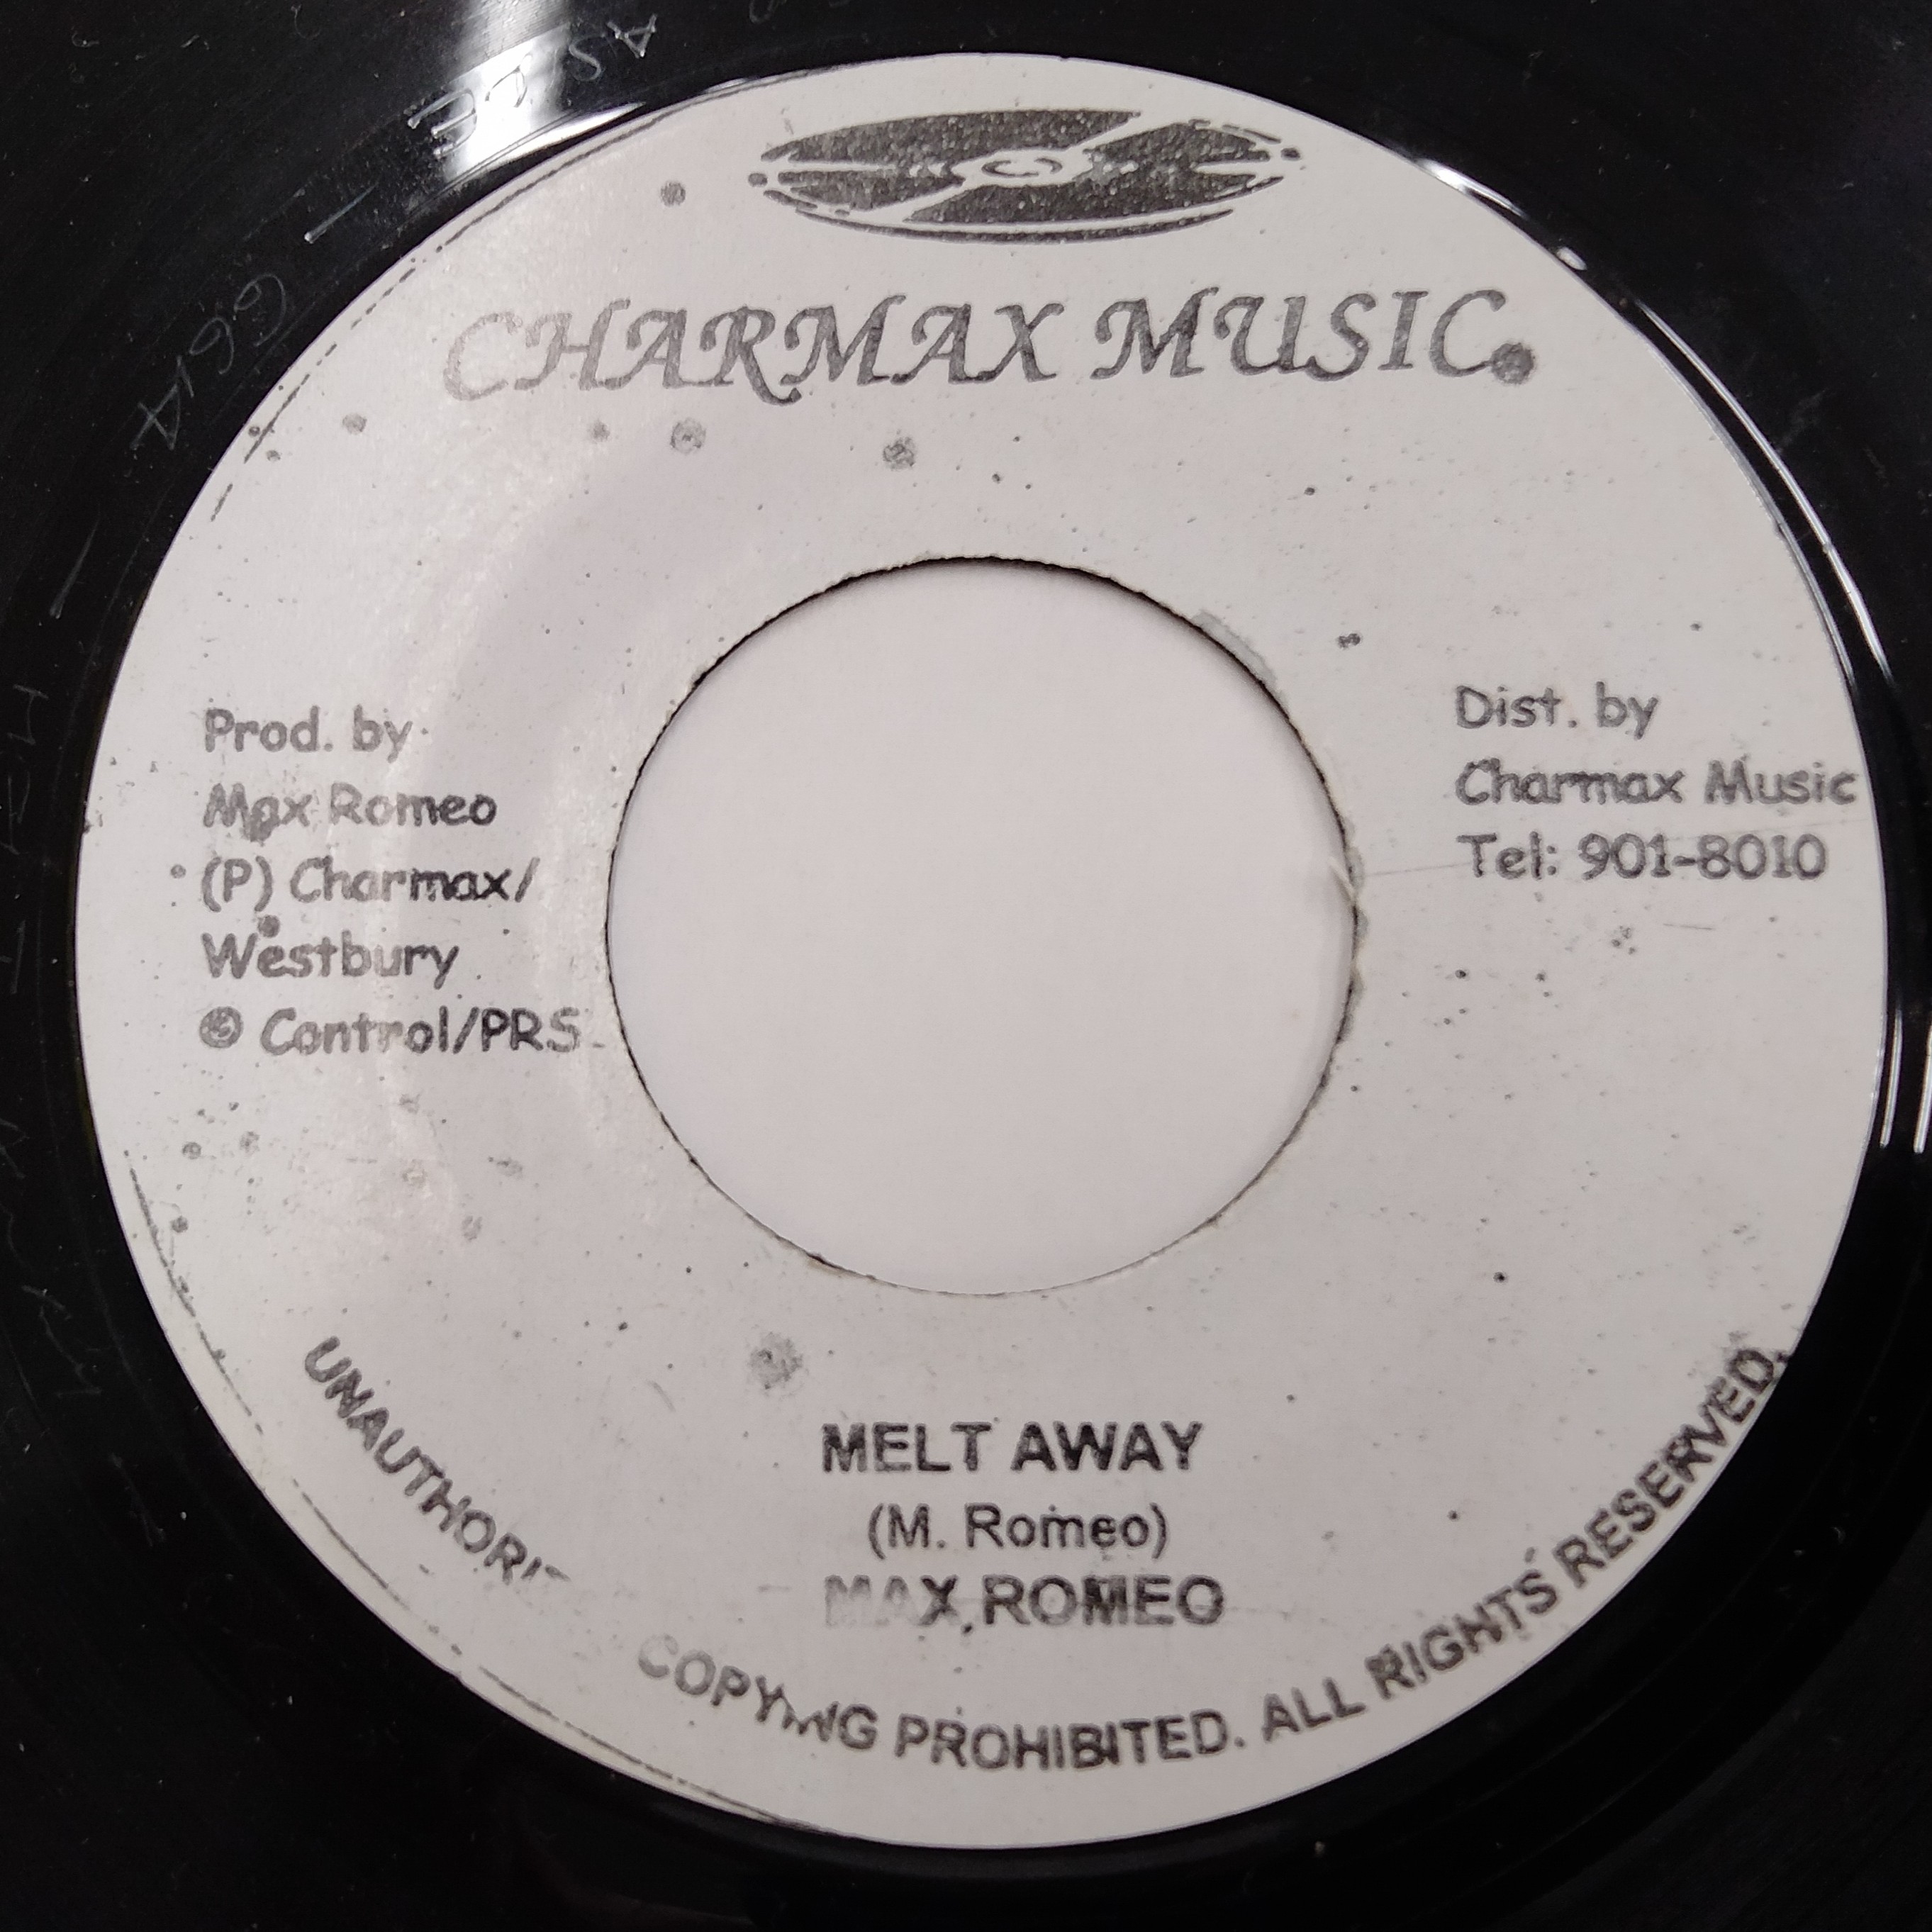 CHARMAX MUSIC
Prod. by
Max Romeo
(P) Charmax/
Westbury
© Control/PRS
Dist. by
Charmax Music
Tel: 901-8010
MELT AWAY
(M. Romeo)
MAX ROMEO
COPYING PROHIBITED. ALL RIGHTS RESERVED.